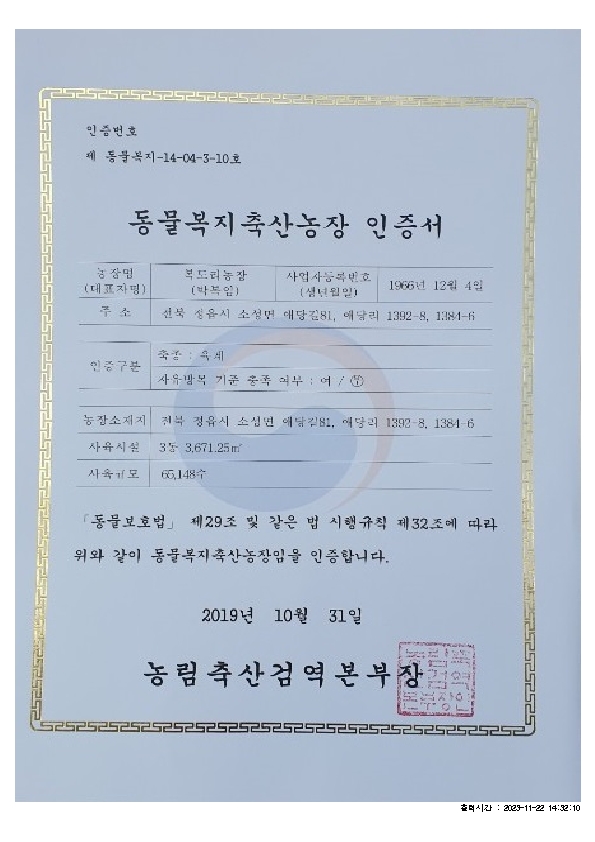 인증번호
제 동물복지-14-04-3-10호
동물복지축산농장 인증서
농장명 (대표자명) 복드림농장 (박복임) 사업자등록번호 (생년월일) 1966년 12월 4일
주 소 전북 정읍시 소성면 애당길81, 애당리 1392-8, 1384-6
인증구분 축종 : 육계
자유방목 기준 충족 여부 : 여 / 부
농장소재지 전북 정읍시 소성면 애당길81, 애당리 1392-8, 1384-6
사육시설 3동 3,671.25㎡
사육규모 65,148수
「동물보호법」 제29조 및 같은 법 시행규칙 제32조에 따라
위와 같이 동물복지축산농장임을 인증합니다.
2019년 10월 31일
농림축산검역본부장
출력시간 : 2023-11-22 14:32:10